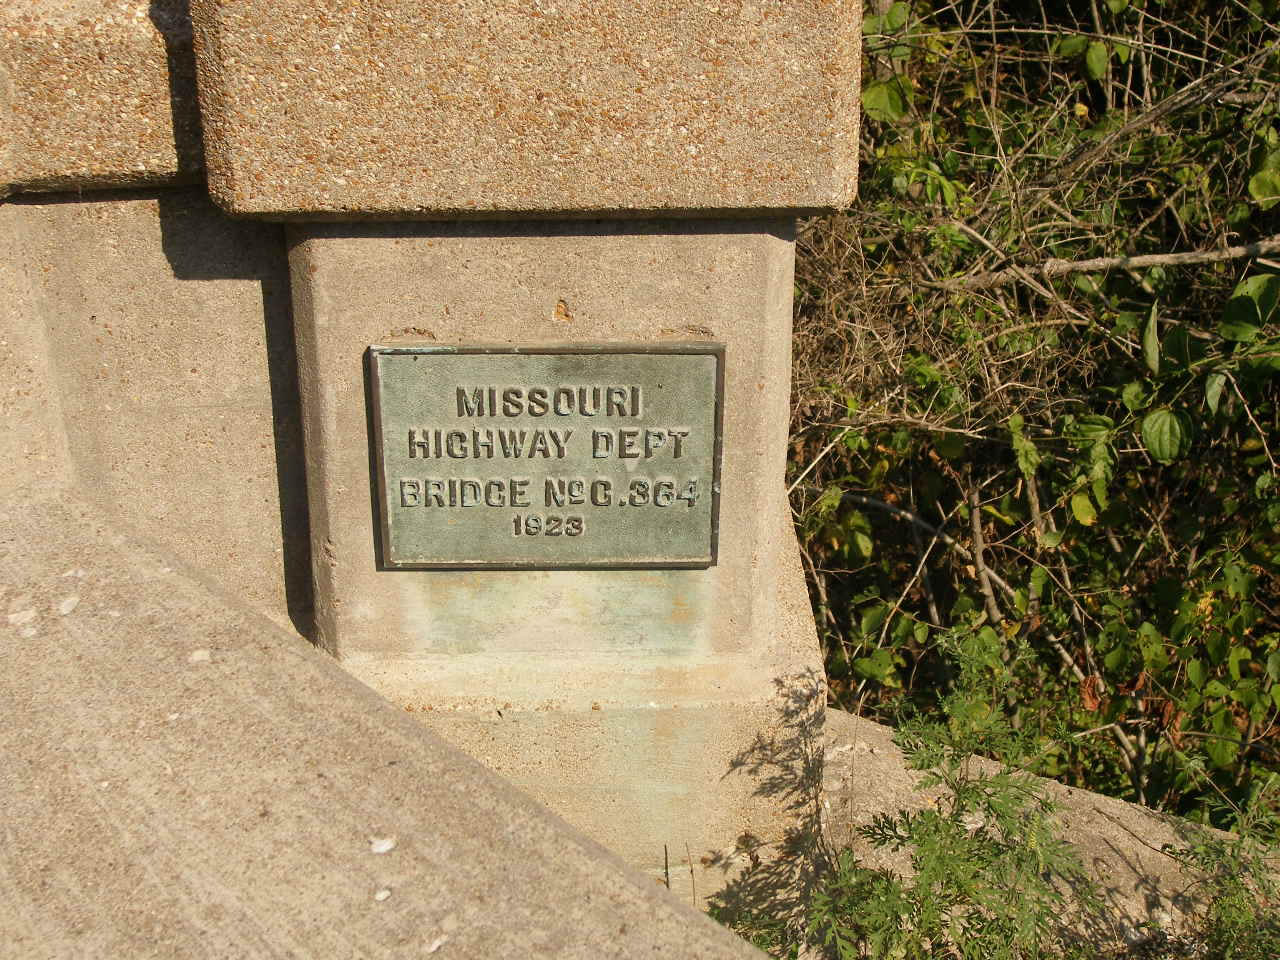 MISSOURI
HIGHWAY DEPT
BRIDGE NO G.364
1923